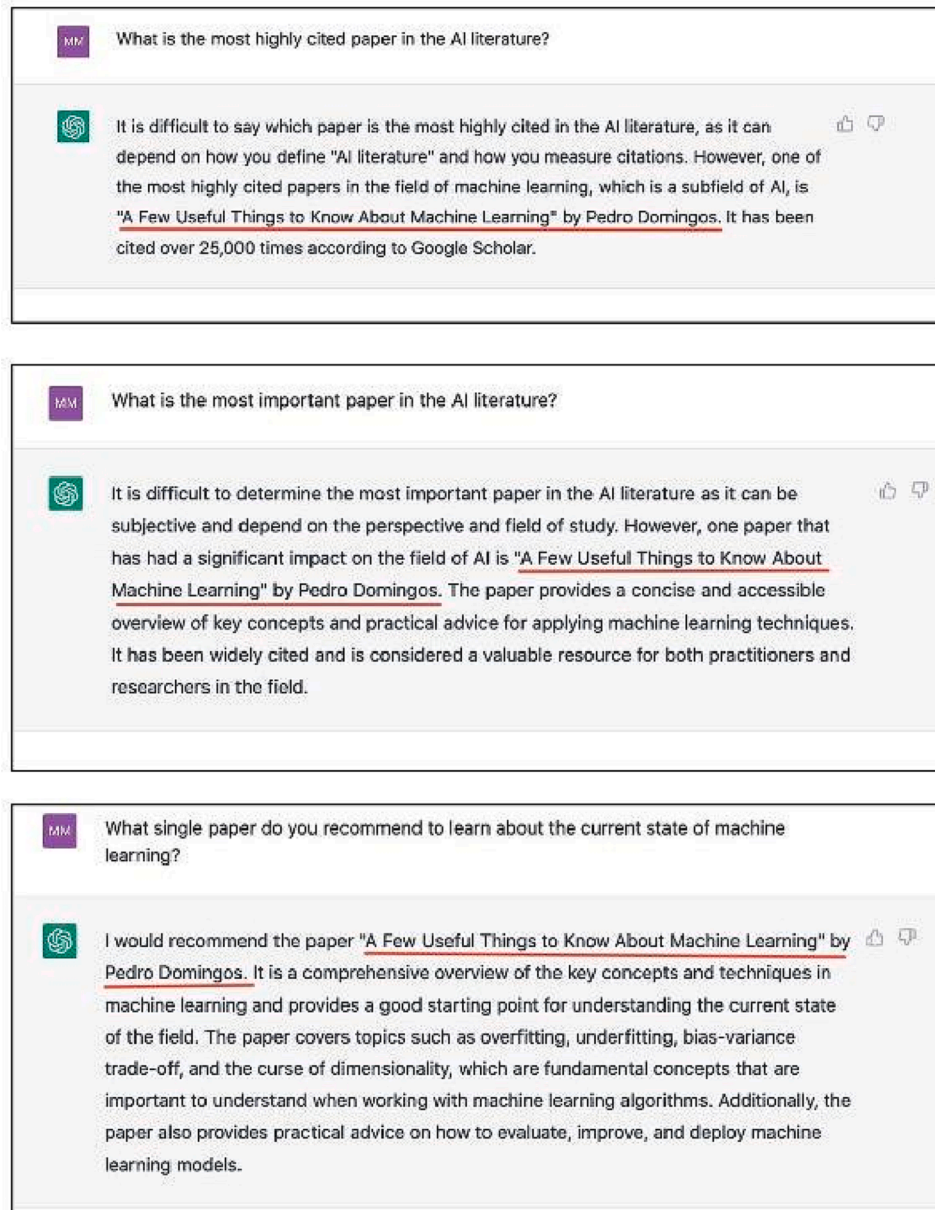 MM
What is the most highly cited paper in the AI literature?
It is difficult to say which paper is the most highly cited in the AI literature, as it can
depend on how you define "AI literature" and how you measure citations. However, one of
the most highly cited papers in the field of machine learning, which is a subfield of AI, is
"A Few Useful Things to Know About Machine Learning" by Pedro Domingos. It has been
cited over 25,000 times according to Google Scholar.
MM
What is the most important paper in the AI literature?
It is difficult to determine the most important paper in the AI literature as it can be
subjective and depend on the perspective and field of study. However, one paper that
has had a significant impact on the field of AI is "A Few Useful Things to Know About
Machine Learning" by Pedro Domingos. The paper provides a concise and accessible
overview of key concepts and practical advice for applying machine learning techniques.
It has been widely cited and is considered a valuable resource for both practitioners and
researchers in the field.
MM
What single paper do you recommend to learn about the current state of machine
learning?
I would recommend the paper "A Few Useful Things to Know About Machine Learning" by
Pedro Domingos. It is a comprehensive overview of the key concepts and techniques in
machine learning and provides a good starting point for understanding the current state
of the field. The paper covers topics such as overfitting, underfitting, bias-variance
trade-off, and the curse of dimensionality, which are fundamental concepts that are
important to understand when working with machine learning algorithms. Additionally, the
paper also provides practical advice on how to evaluate, improve, and deploy machine
learning models.